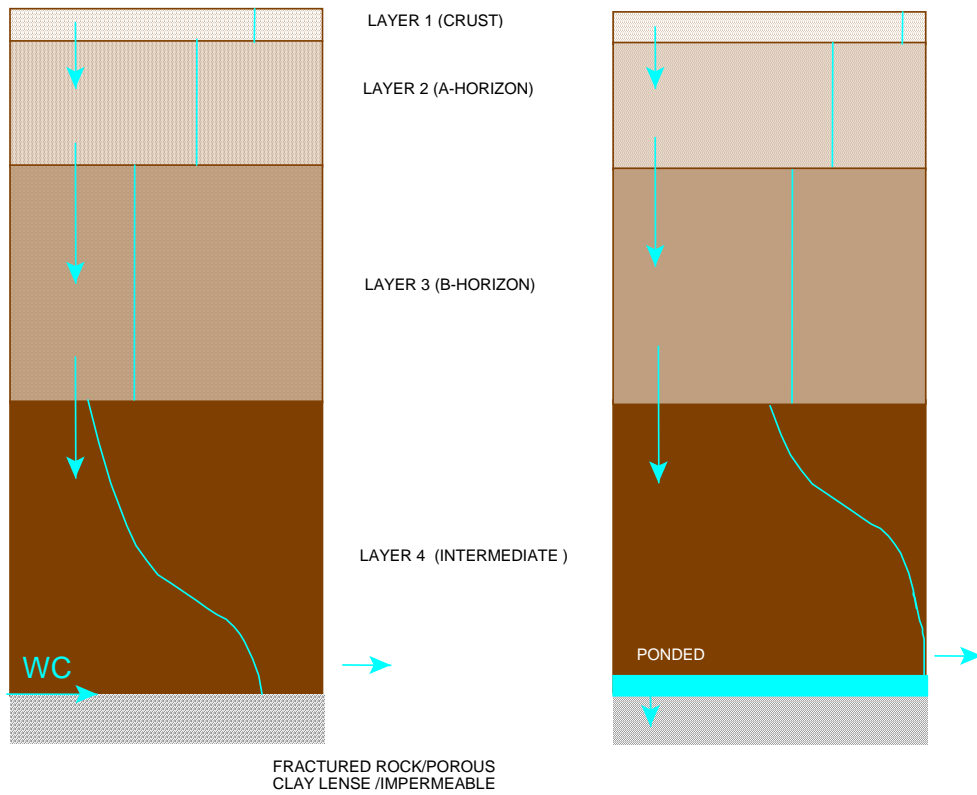 LAYER 1 (CRUST)
LAYER 2 (A-HORIZON)
LAYER 3 (B-HORIZON)
LAYER 4 (INTERMEDIATE )
WC
PONDED
FRACTURED ROCK/POROUS
CLAY LENSE /IMPERMEABLE